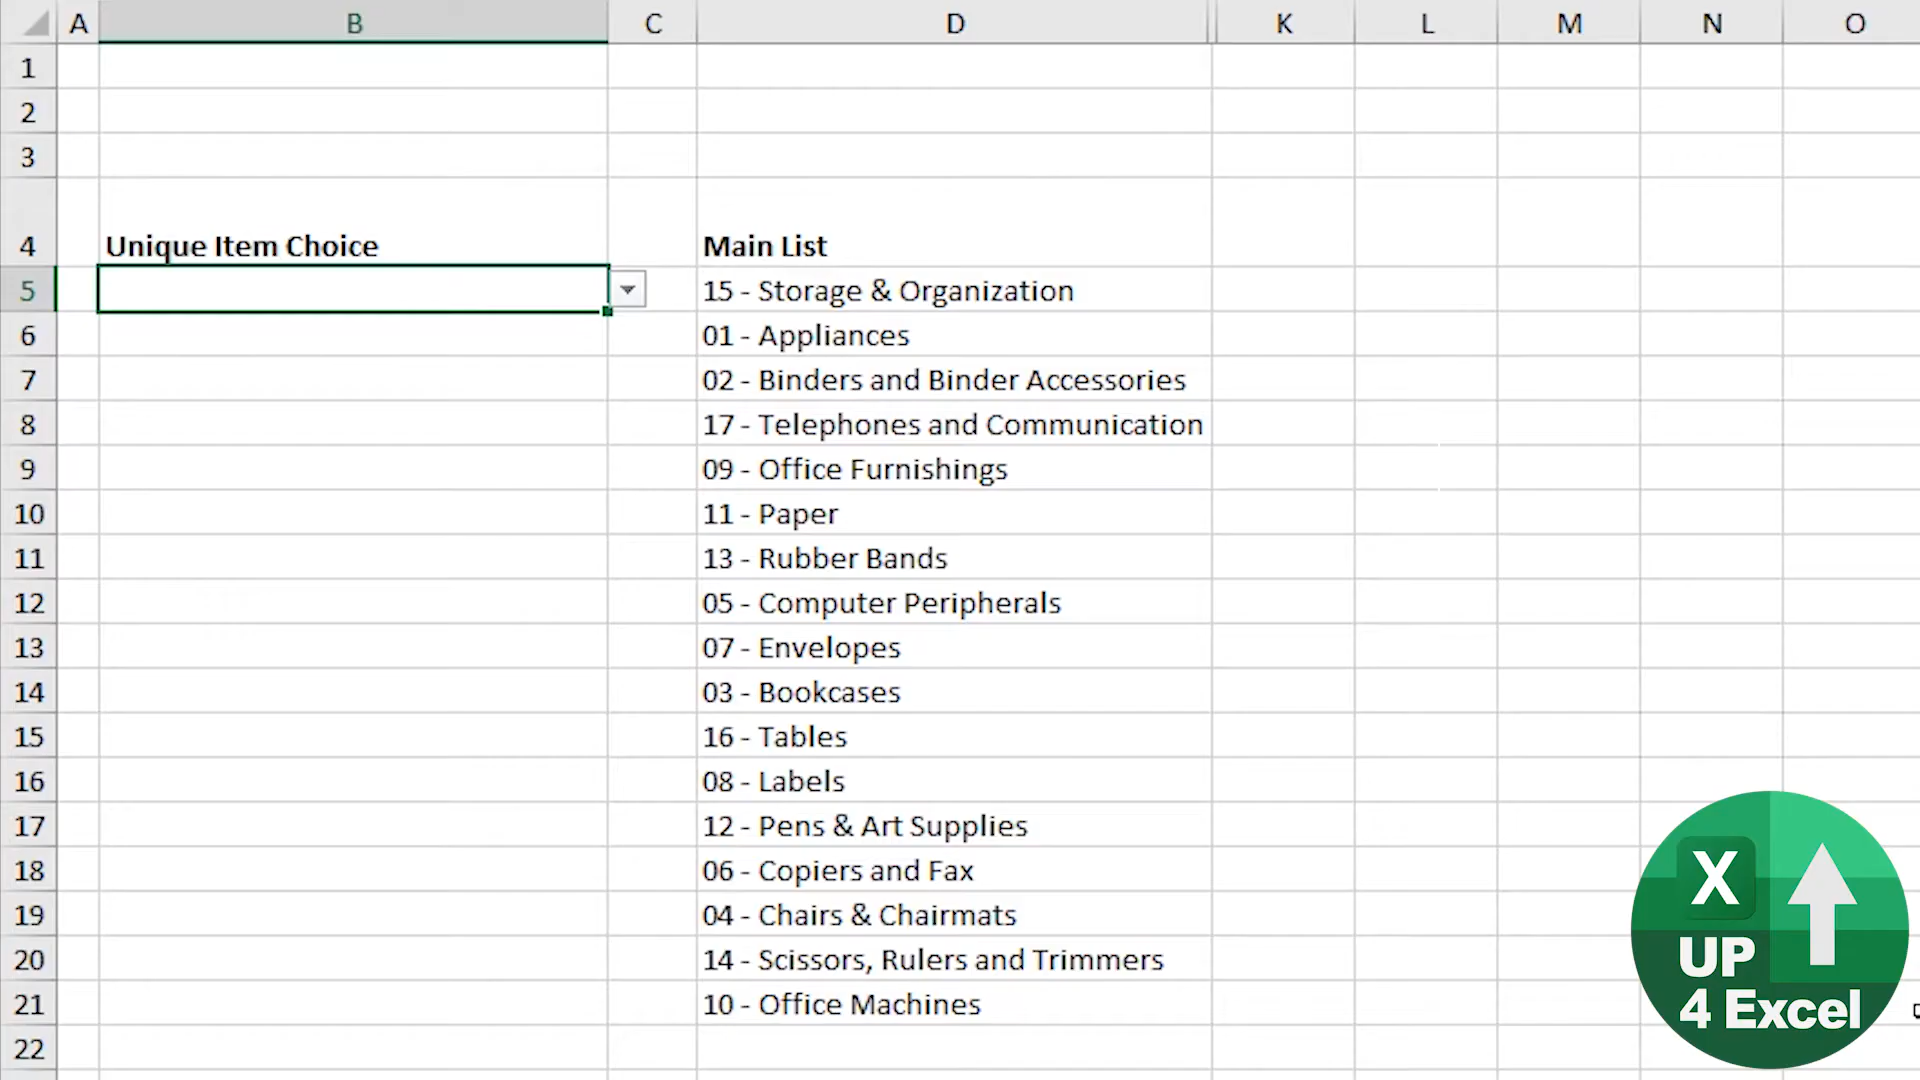 A B C D K L M N O
1
2
3
4 Unique Item Choice Main List
5 15 - Storage & Organization
6 01 - Appliances
7 02 - Binders and Binder Accessories
8 17 - Telephones and Communication
9 09 - Office Furnishings
10 11 - Paper
11 13 - Rubber Bands
12 05 - Computer Peripherals
13 07 - Envelopes
14 03 - Bookcases
15 16 - Tables
16 08 - Labels
17 12 - Pens & Art Supplies
18 06 - Copiers and Fax
19 04 - Chairs & Chairmats
20 14 - Scissors, Rulers and Trimmers
21 10 - Office Machines
22
X
UP
4 Excel